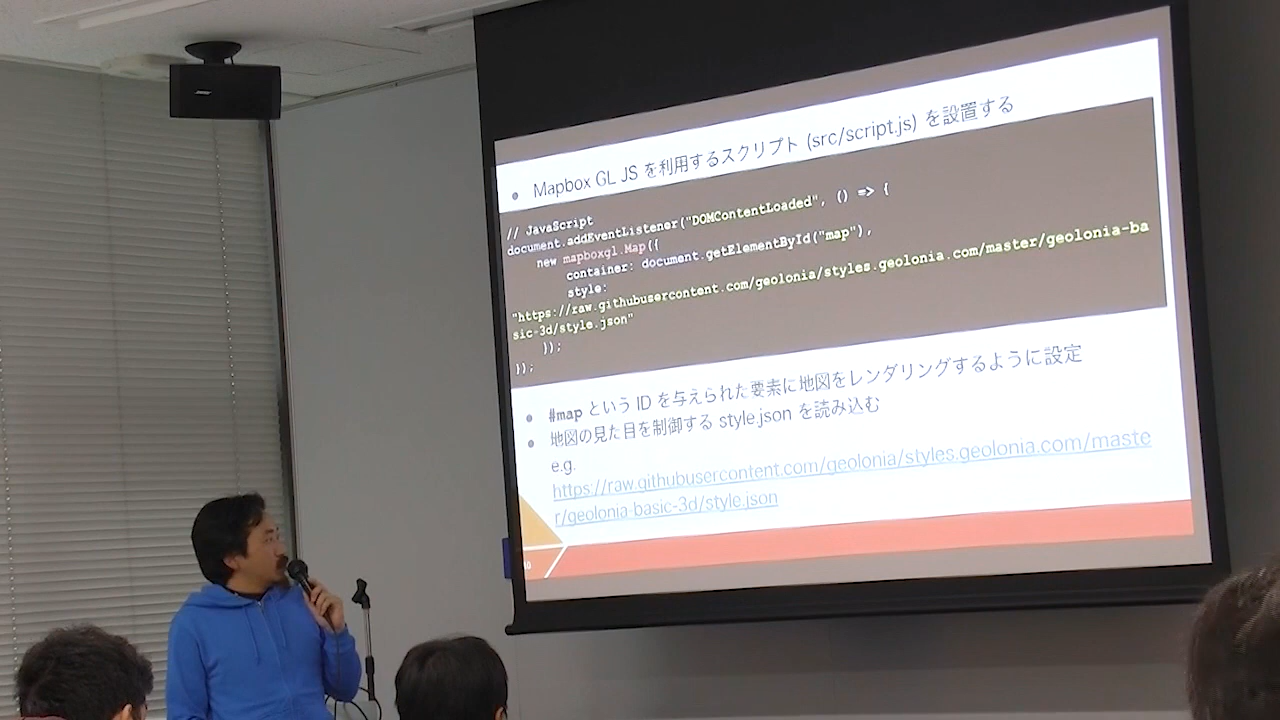 Mapbox GL JS を利用するスクリプト (src/script.js) を設置する
// JavaScript
document.addEventListener("DOMContentLoaded", () => {
new mapboxgl.Map({
container: document.getElementById("map"),
style:
"https://raw.githubusercontent.com/geolonia/styles.geolonia.com/master/geolonia-ba
sic-3d/style.json"
});
});
#map という ID を与えられた要素に地図をレンダリングするように設定
地図の見た目を制御する style.json を読み込む
e.g.
https://raw.githubusercontent.com/geolonia/styles.geolonia.com/maste
r/geolonia-basic-3d/style.json